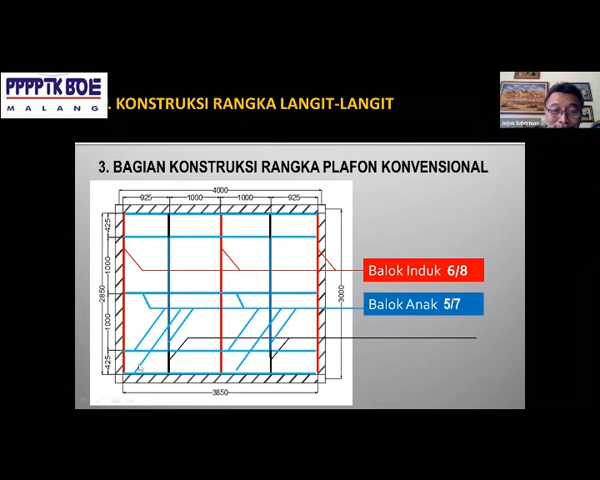 PPPPTK BOE
MALANG
. KONSTRUKSI RANGKA LANGIT-LANGIT
Jojon Suherman
3. BAGIAN KONSTRUKSI RANGKA PLAFON KONVENSIONAL
4000
925
1000
1000
925
425
1000
2850
1000
425
3000
3850
Balok Induk 6/8
Balok Anak 5/7